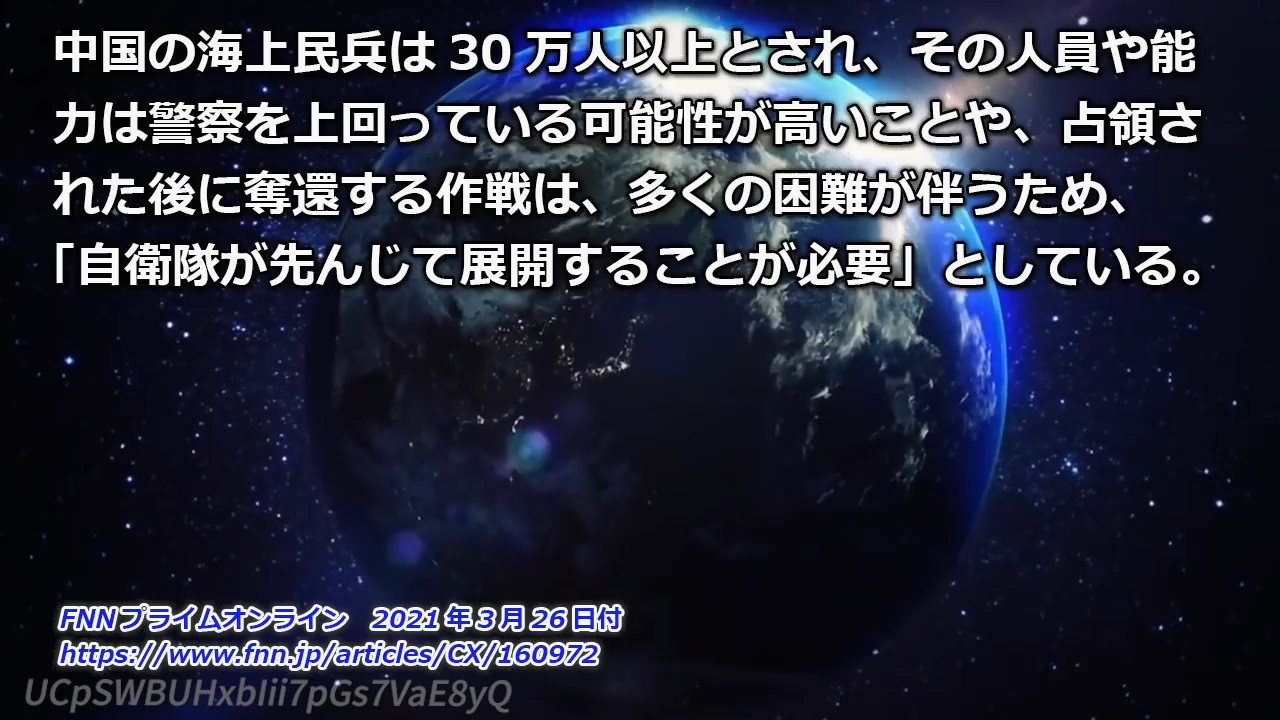 中国の海上民兵は 30 万人以上とされ、その人員や能
力は警察を上回っている可能性が高いことや、占領さ
れた後に奪還する作戦は、多くの困難が伴うため、
「自衛隊が先んじて展開することが必要」としている。
FNNプライムオンライン　2021 年 3 月 26 日付
https://www.fnn.jp/articles/CX/160972
UCpSWBUHxbIii7pGs7VaE8yQ